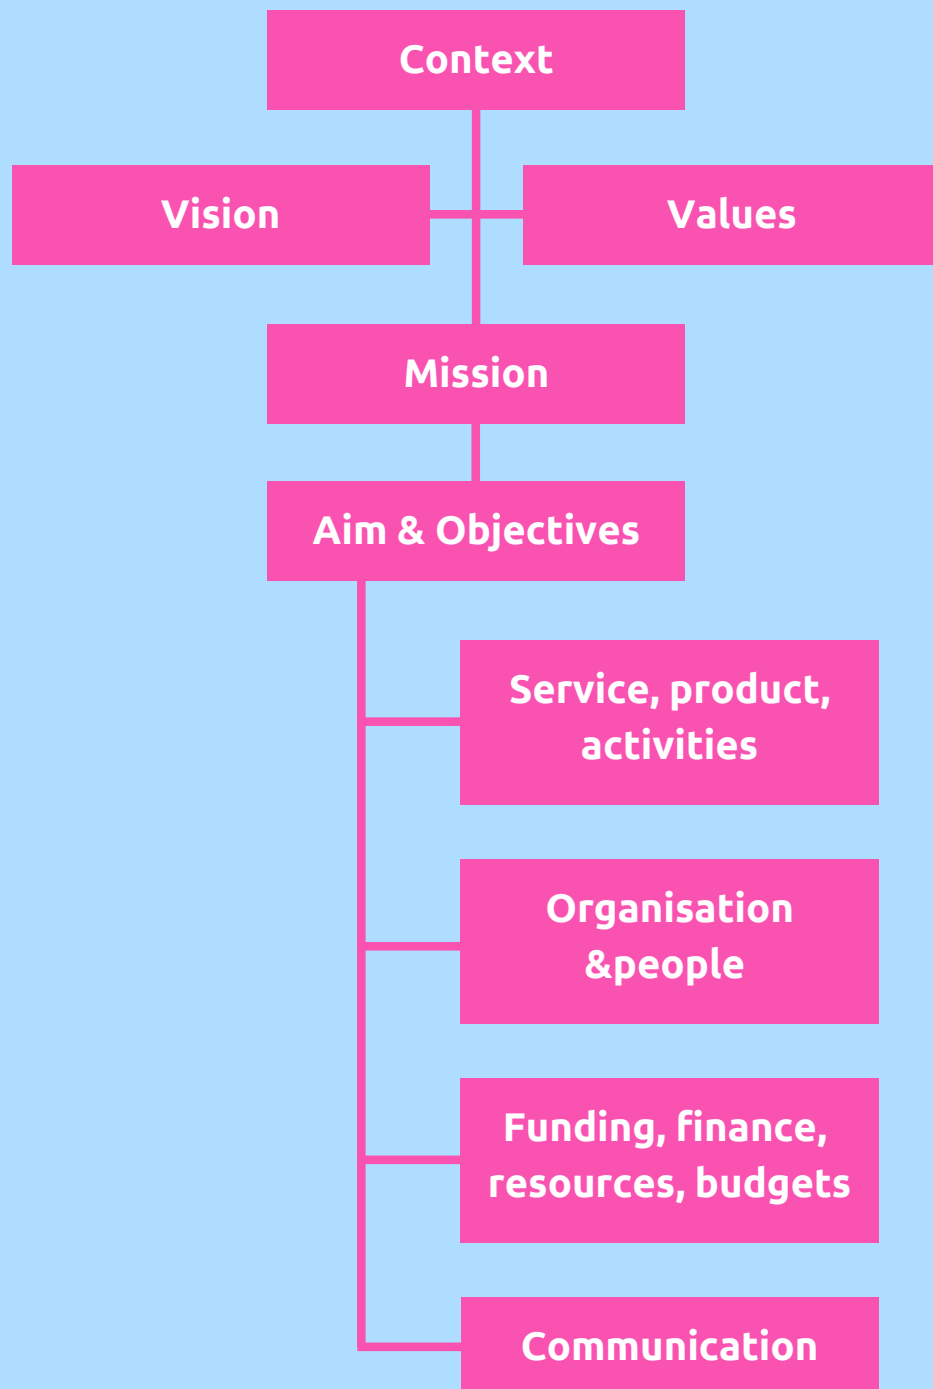 Context
Vision
Values
Mission
Aim & Objectives
Service, product,
activities
Organisation
&people
Funding, finance,
resources, budgets
Communication